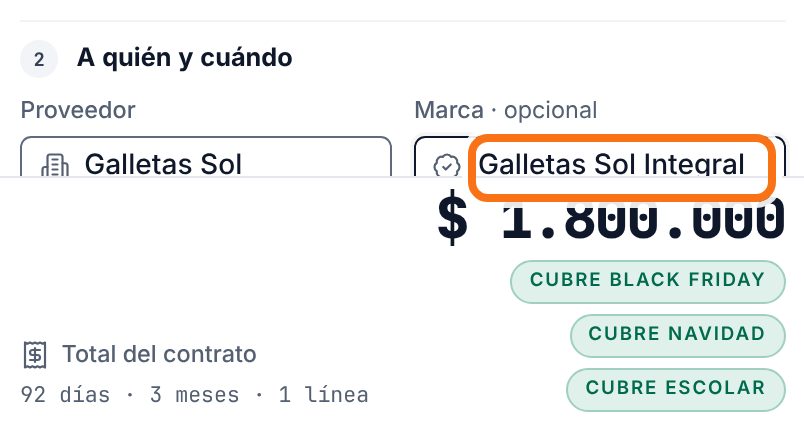 2 A quién y cuándo
Proveedor
Marca · opcional
Galletas Sol
Galletas Sol Integral
$ 1.800.000
CUBRE BLACK FRIDAY
CUBRE NAVIDAD
Total del contrato
92 días · 3 meses · 1 línea
CUBRE ESCOLAR